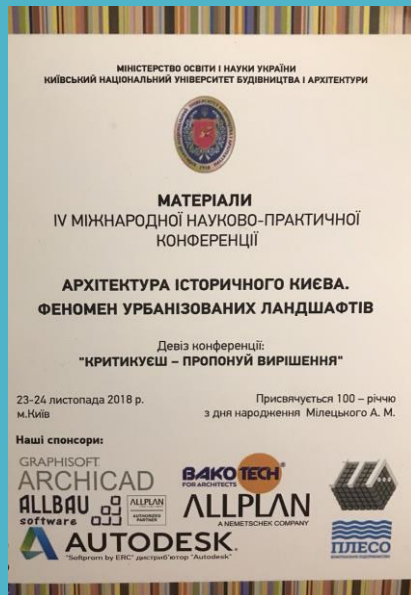 МІНІСТЕРСТВО ОСВІТИ І НАУКИ УКРАЇНИ
КИЇВСЬКИЙ НАЦІОНАЛЬНИЙ УНІВЕРСИТЕТ БУДІВНИЦТВА І АРХІТЕКТУРИ
МАТЕРІАЛИ
IV МІЖНАРОДНОЇ НАУКОВО-ПРАКТИЧНОЇ
КОНФЕРЕНЦІЇ
АРХІТЕКТУРА ІСТОРИЧНОГО КИЄВА.
ФЕНОМЕН УРБАНІЗОВАНИХ ЛАНДШАФТІВ
Девіз конференції:
"КРИТИКУЄШ – ПРОПОНУЙ ВИРІШЕННЯ"
23-24 листопада 2018 р.
м.Київ
Присвячується 100 – річчю
з дня народження Мілецького А. М.
Наші спонсори:
GRAPHISOFT
ARCHICAD
BAKOTECH
FOR ARCHITECTS
ALLBAU
software
ALLPLAN
AUTHORIZED
PARTNER
ALLPLAN
A NEMETSCHEK COMPANY
AUTODESK.
"Softprom by ERC" дистриб'ютор "Autodesk"
ПЛЕСО